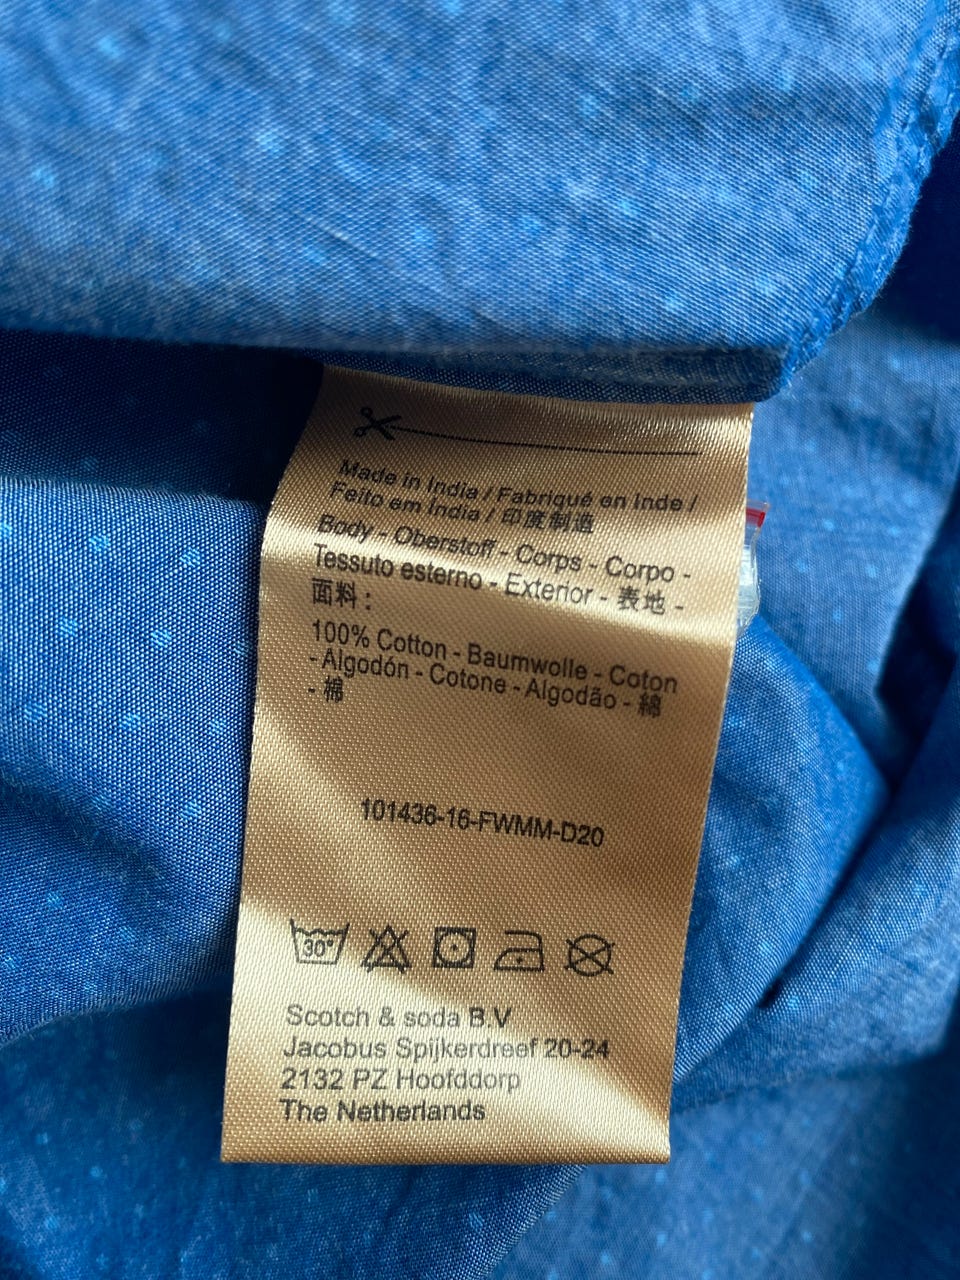 Made in India / Fabriqué en Inde /
Feito em Índia / 印度制造
Body - Oberstoff - Corps - Corpo -
Tessuto esterno - Exterior - 表地 -
面料 :
100% Cotton - Baumwolle - Coton
- Algodón - Cotone - Algodão - 綿
- 棉
101436-16-FWMM-D20
30°
Scotch & soda B.V
Jacobus Spijkerdreef 20-24
2132 PZ Hoofddorp
The Netherlands